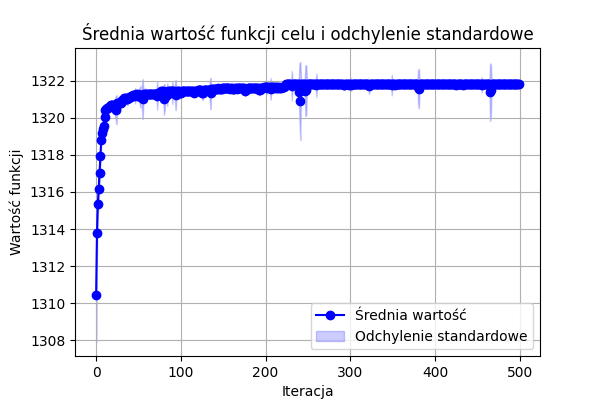 Średnia wartość funkcji celu i odchylenie standardowe
Wartość funkcji
1322
1320
1318
1316
1314
1312
1310
1308
Średnia wartość
Odchylenie standardowe
0 100 200 300 400 500
Iteracja